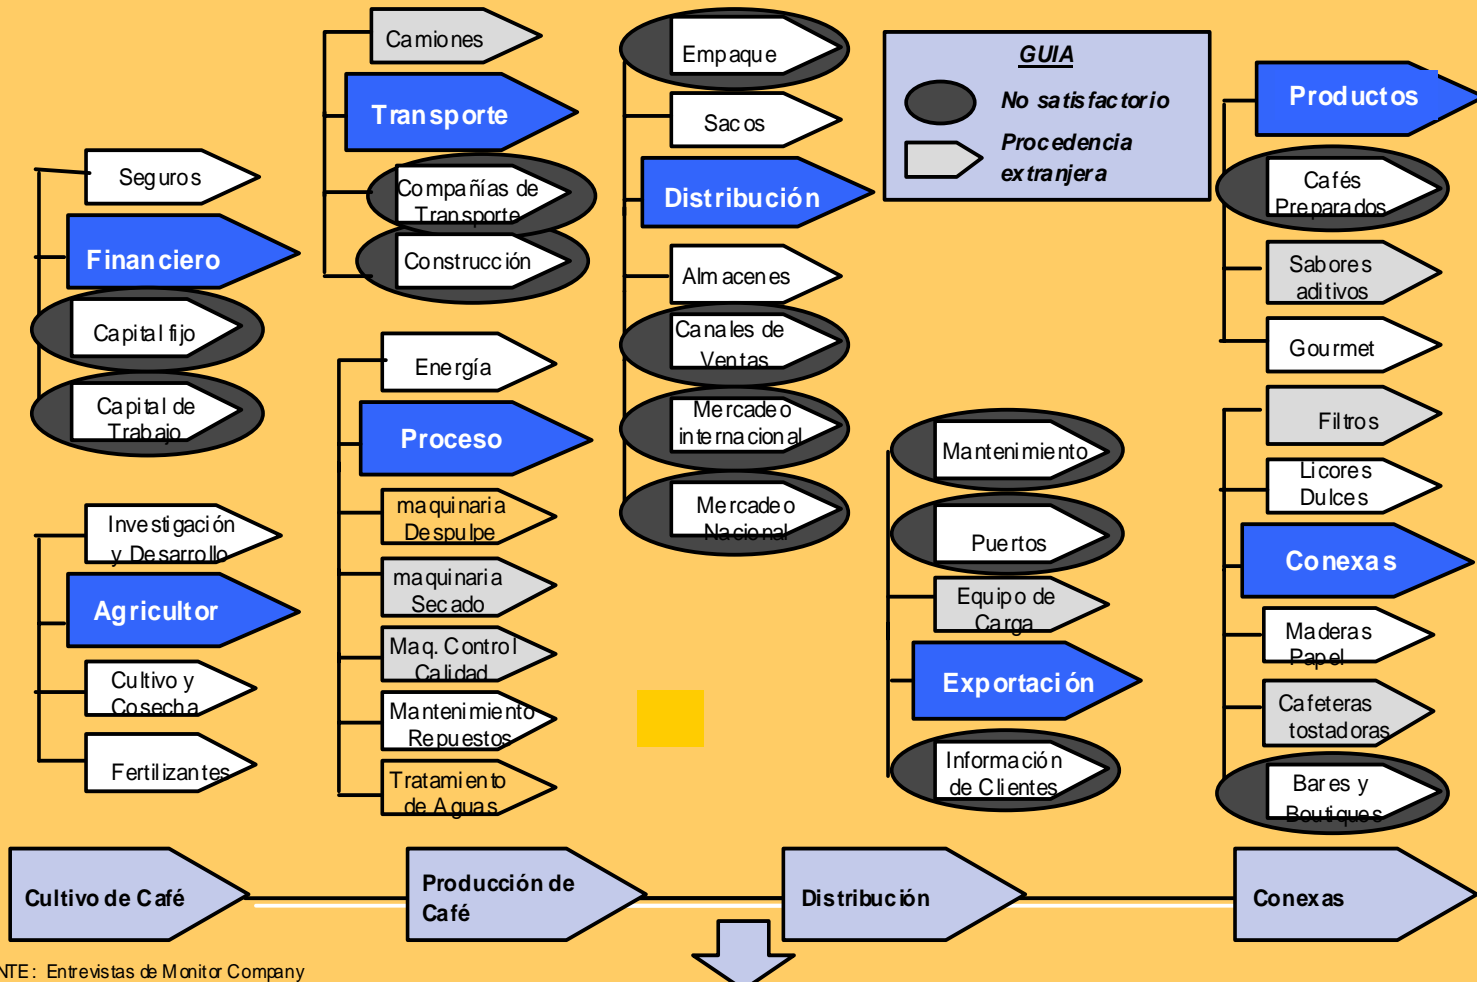 Seguros
Financiero
Capital fijo
Capital de
Trabajo
Investigación
y Desarrollo
Agricultor
Cultivo y
Cosecha
Fertilizantes
Camiones
Transporte
Compañías de
Transporte
Construcción
Energía
Proceso
maquinaria
Despulpe
maquinaria
Secado
Maq. Control
Calidad
Mantenimiento
Repuestos
Tratamiento
de Aguas
Empaque
Sacos
Distribución
Almacenes
Canales de
Ventas
Mercadeo
internacional
Mercadeo
Nacional
GUIA
No satisfactorio
Procedencia
extranjera
Mantenimiento
Puertos
Equipo de
Carga
Exportación
Información
de Clientes
Productos
Cafés
Preparados
Sabores
aditivos
Gourmet
Filtros
Licores
Dulces
Conexas
Maderas
Papel
Cafeteras
tostadoras
Bares y
Boutiques
Cultivo de Café
Producción de
Café
Distribución
Conexas
NTE: Entrevistas de Monitor Company